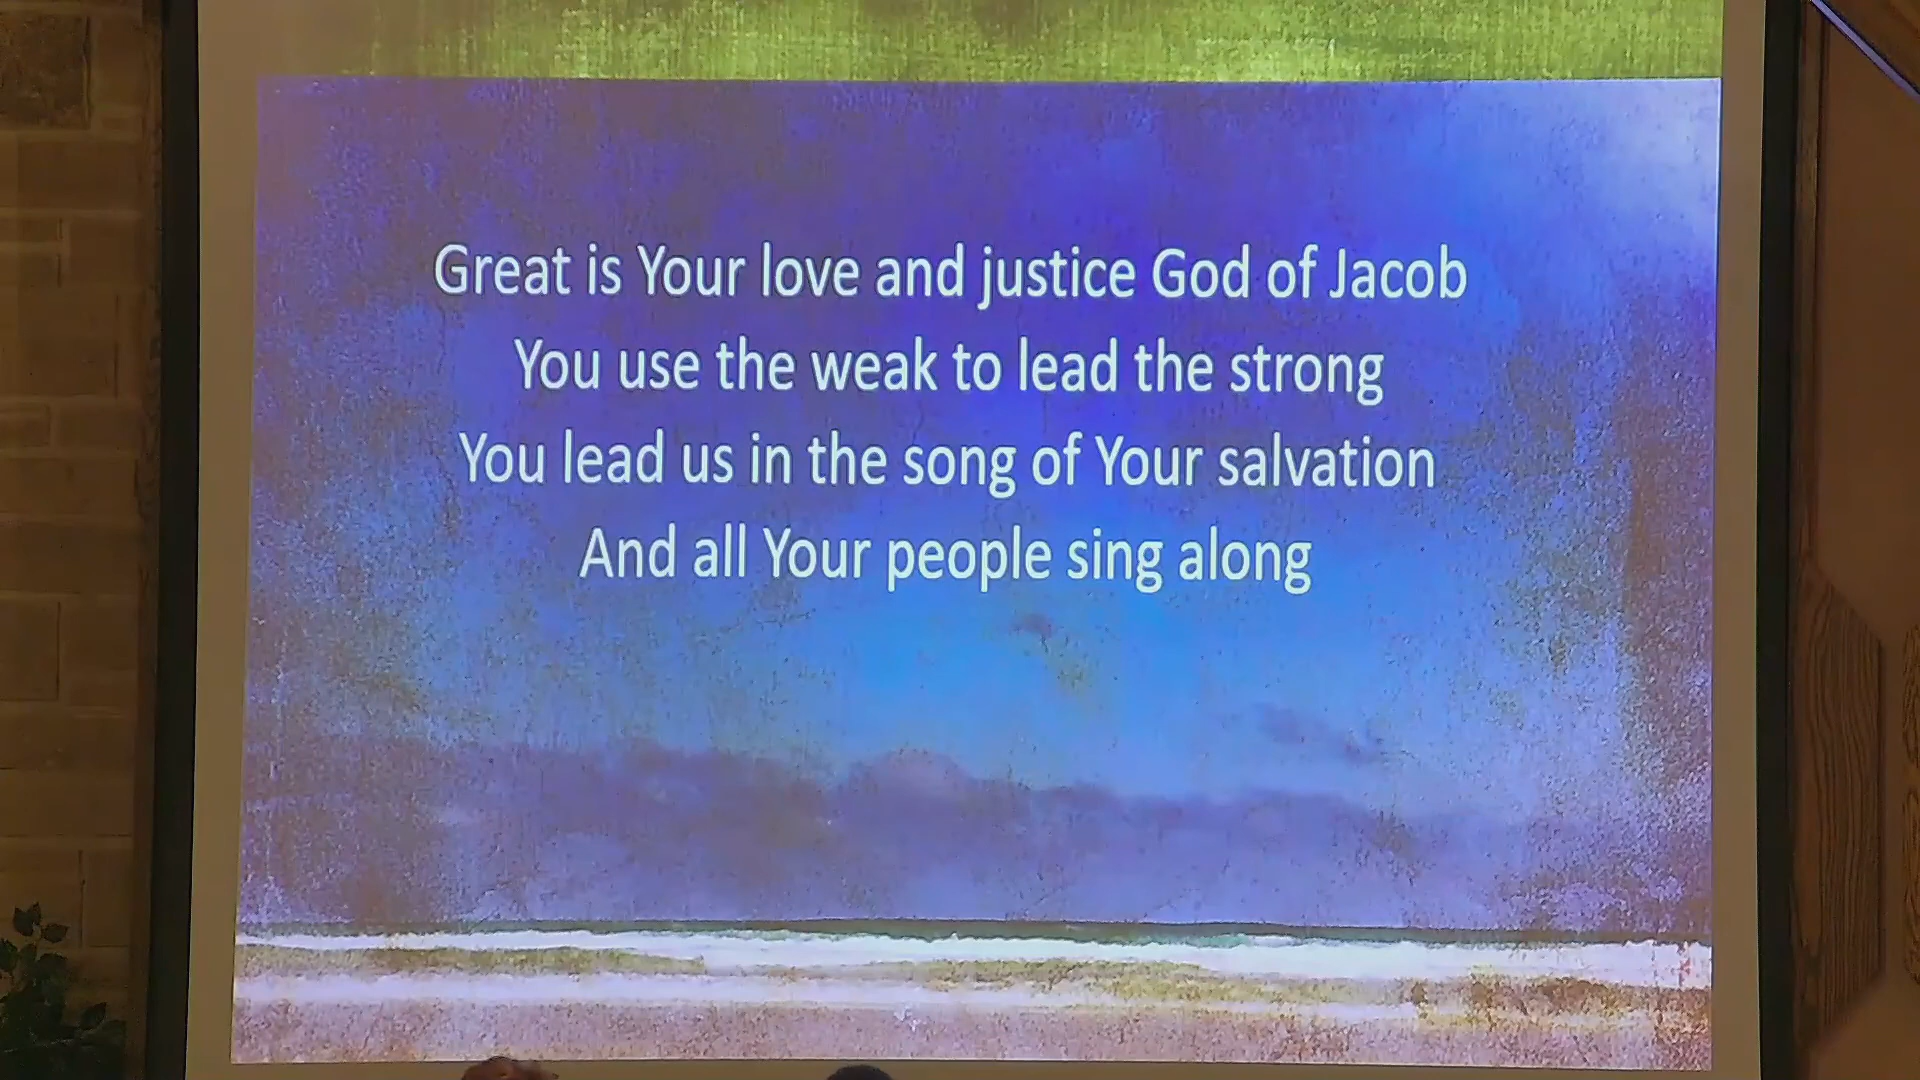 Great is Your love and justice God of Jacob
You use the weak to lead the strong
You lead us in the song of Your salvation
And all Your people sing along